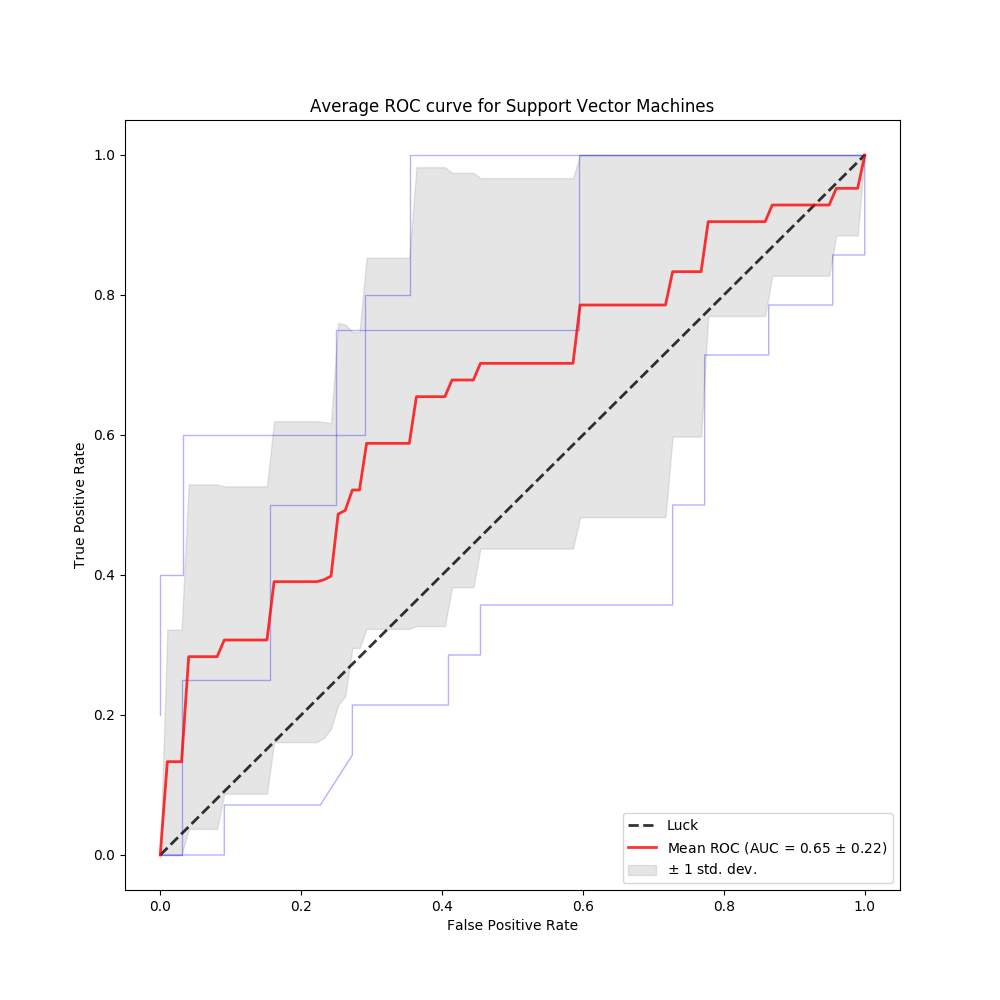 Average ROC curve for Support Vector Machines
True Positive Rate
1.0
0.8
0.6
0.4
0.2
0.0
0.0 0.2 0.4 0.6 0.8 1.0
False Positive Rate
Luck
Mean ROC (AUC = 0.65 ± 0.22)
± 1 std. dev.